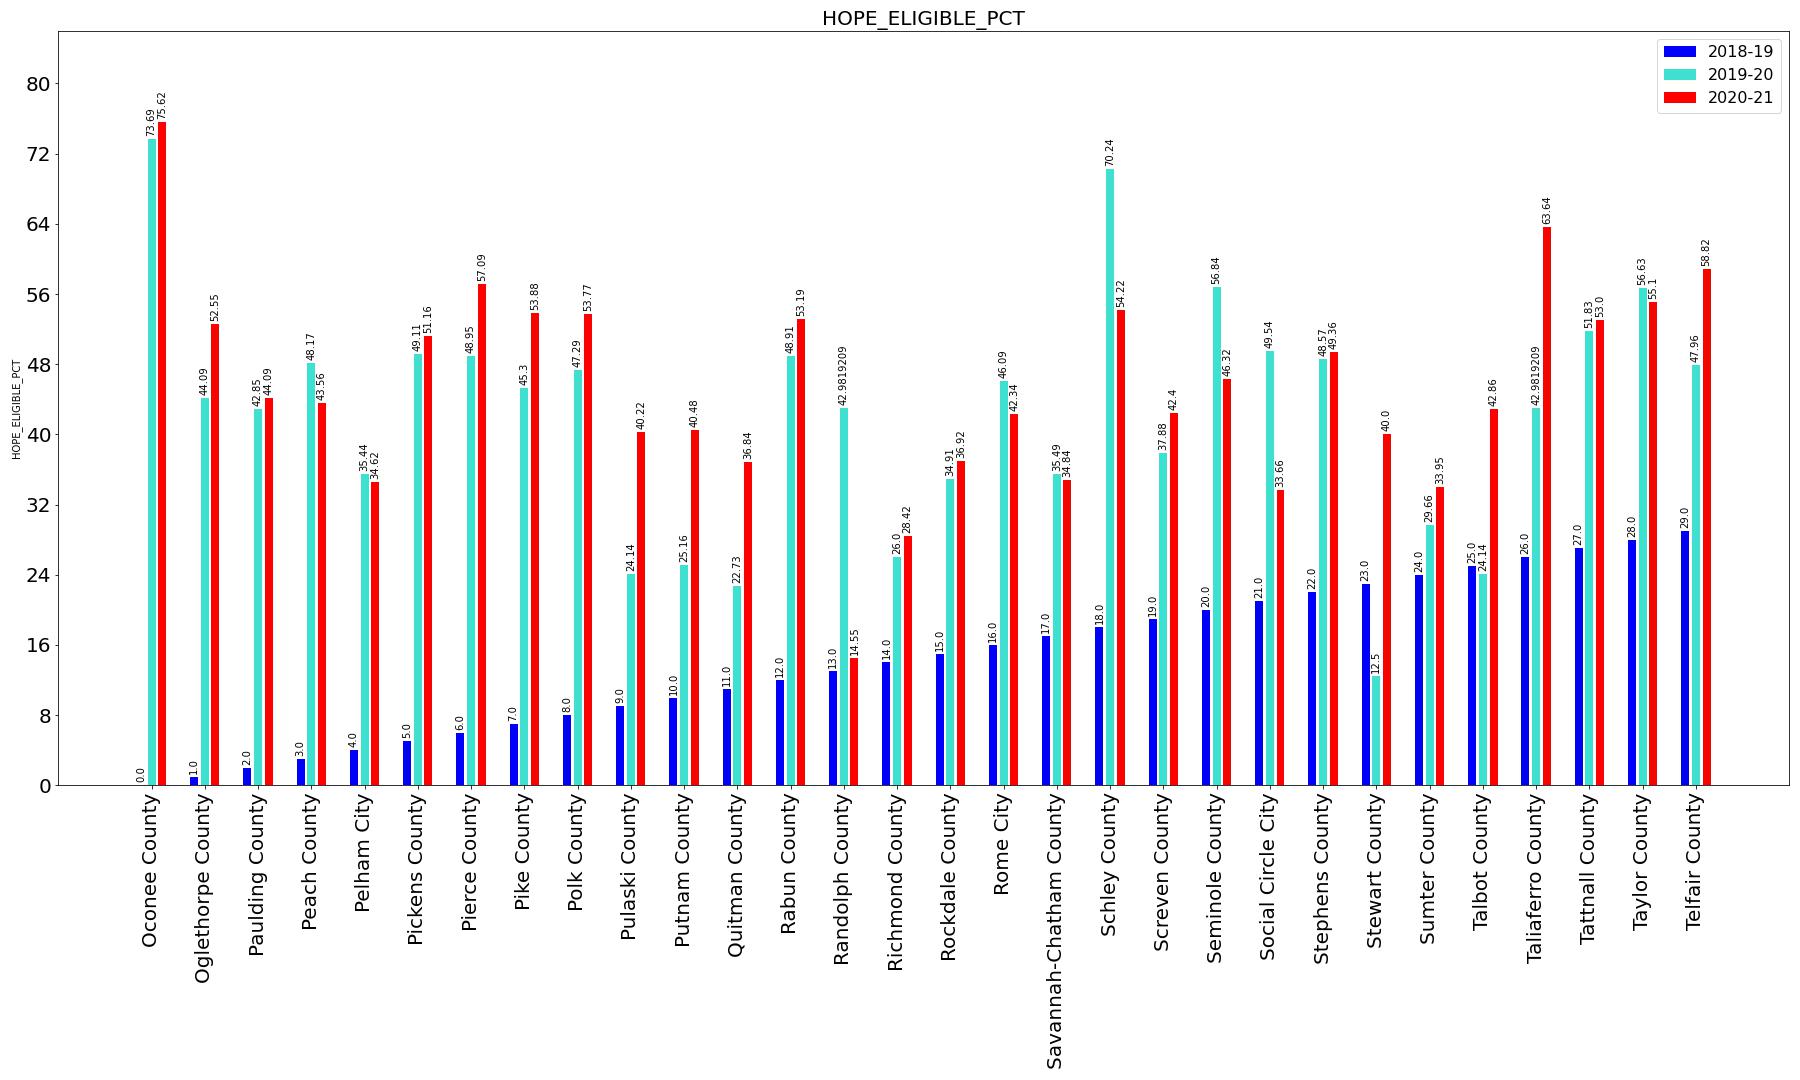 HOPE_ELIGIBLE_PCT
2018-19
2019-20
2020-21
HOPE_ELIGIBLE_PCT
80
72
64
56
48
40
32
24
16
8
0
0.0 73.69 75.62
1.0 44.09 52.55
2.0 42.85 44.09
3.0 48.17 43.56
4.0 35.44 34.62
5.0 49.11 51.16
6.0 48.95 57.09
7.0 45.3 53.88
8.0 47.29 53.77
9.0 24.14 40.22
10.0 25.16 40.48
11.0 22.73 36.84
12.0 48.91 53.19
13.0 42.9819209 14.55
14.0 26.0 28.42
15.0 34.91 36.92
16.0 46.09 42.34
17.0 35.49 34.84
18.0 70.24 54.22
19.0 37.88 42.4
20.0 56.84 46.32
21.0 49.54 33.66
22.0 48.57 49.36
23.0 12.5 40.0
24.0 29.66 33.95
25.0 24.14 42.86
26.0 42.9819209 63.64
27.0 51.83 53.0
28.0 56.63 55.1
29.0 47.96 58.82
Oconee County
Oglethorpe County
Paulding County
Peach County
Pelham City
Pickens County
Pierce County
Pike County
Polk County
Pulaski County
Putnam County
Quitman County
Rabun County
Randolph County
Richmond County
Rockdale County
Rome City
Savannah-Chatham County
Schley County
Screven County
Seminole County
Social Circle City
Stephens County
Stewart County
Sumter County
Talbot County
Taliaferro County
Tattnall County
Taylor County
Telfair County